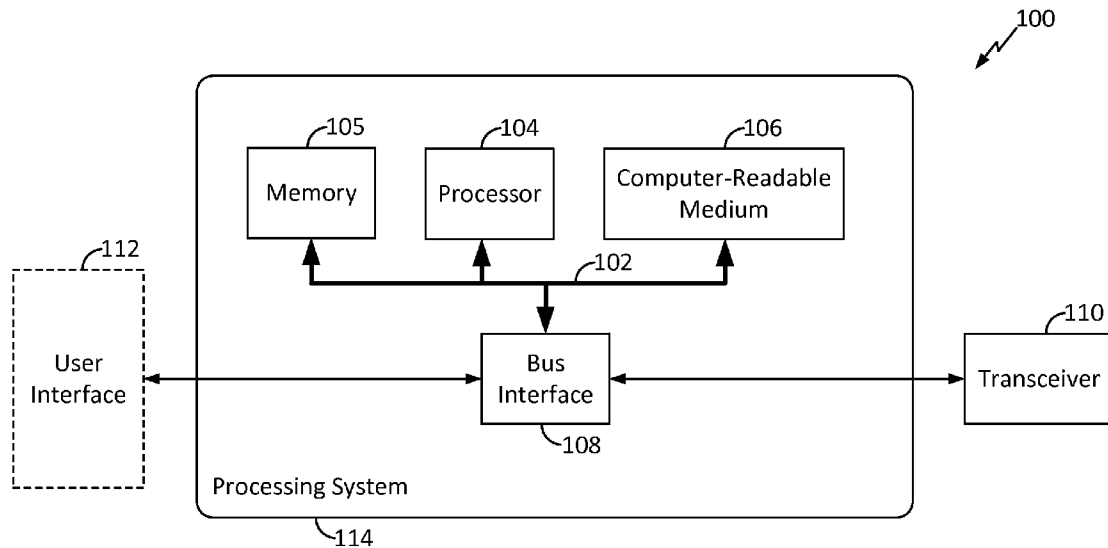 100
105
104
106
Memory
Processor
Computer-Readable
Medium
112
102
110
User
Interface
Bus
Interface
Transceiver
108
Processing System
114